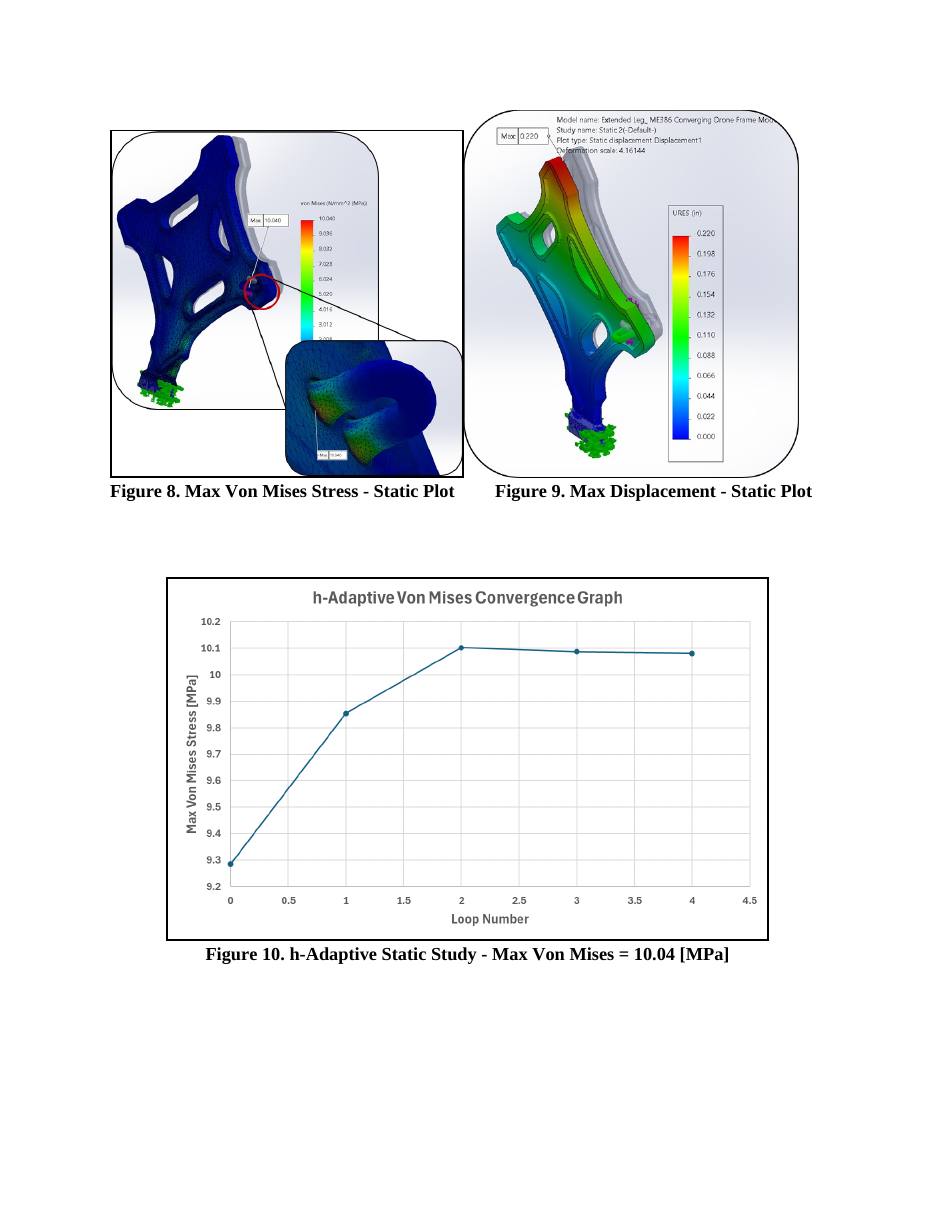 von Mises (N/mm^2 (MPa))
Max: 10.040
10.040
9.036
8.032
7.028
6.024
5.020
4.016
3.012
2.008
Max: 10.040
Model name: Extended Leg_ ME386 Converging Drone Frame Mod
Study name: Static 2(-Default-)
Plot type: Static displacement Displacement1
Deformation scale: 4.16144
Max: 0.220
URES (in)
0.220
0.198
0.176
0.154
0.132
0.110
0.088
0.066
0.044
0.022
0.000
Figure 8. Max Von Mises Stress - Static Plot
Figure 9. Max Displacement - Static Plot
h-Adaptive Von Mises Convergence Graph
Max Von Mises Stress [MPa]
10.2
10.1
10
9.9
9.8
9.7
9.6
9.5
9.4
9.3
9.2
0 0.5 1 1.5 2 2.5 3 3.5 4 4.5
Loop Number
Figure 10. h-Adaptive Static Study - Max Von Mises = 10.04 [MPa]